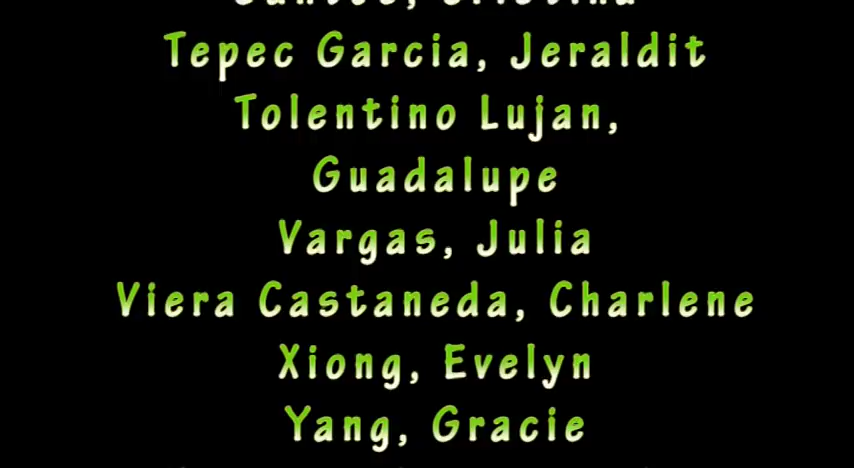 Tepec Garcia, Jeraldit
Tolentino Lujan,
Guadalupe
Vargas, Julia
Viera Castaneda, Charlene
Xiong, Evelyn
Yang, Gracie